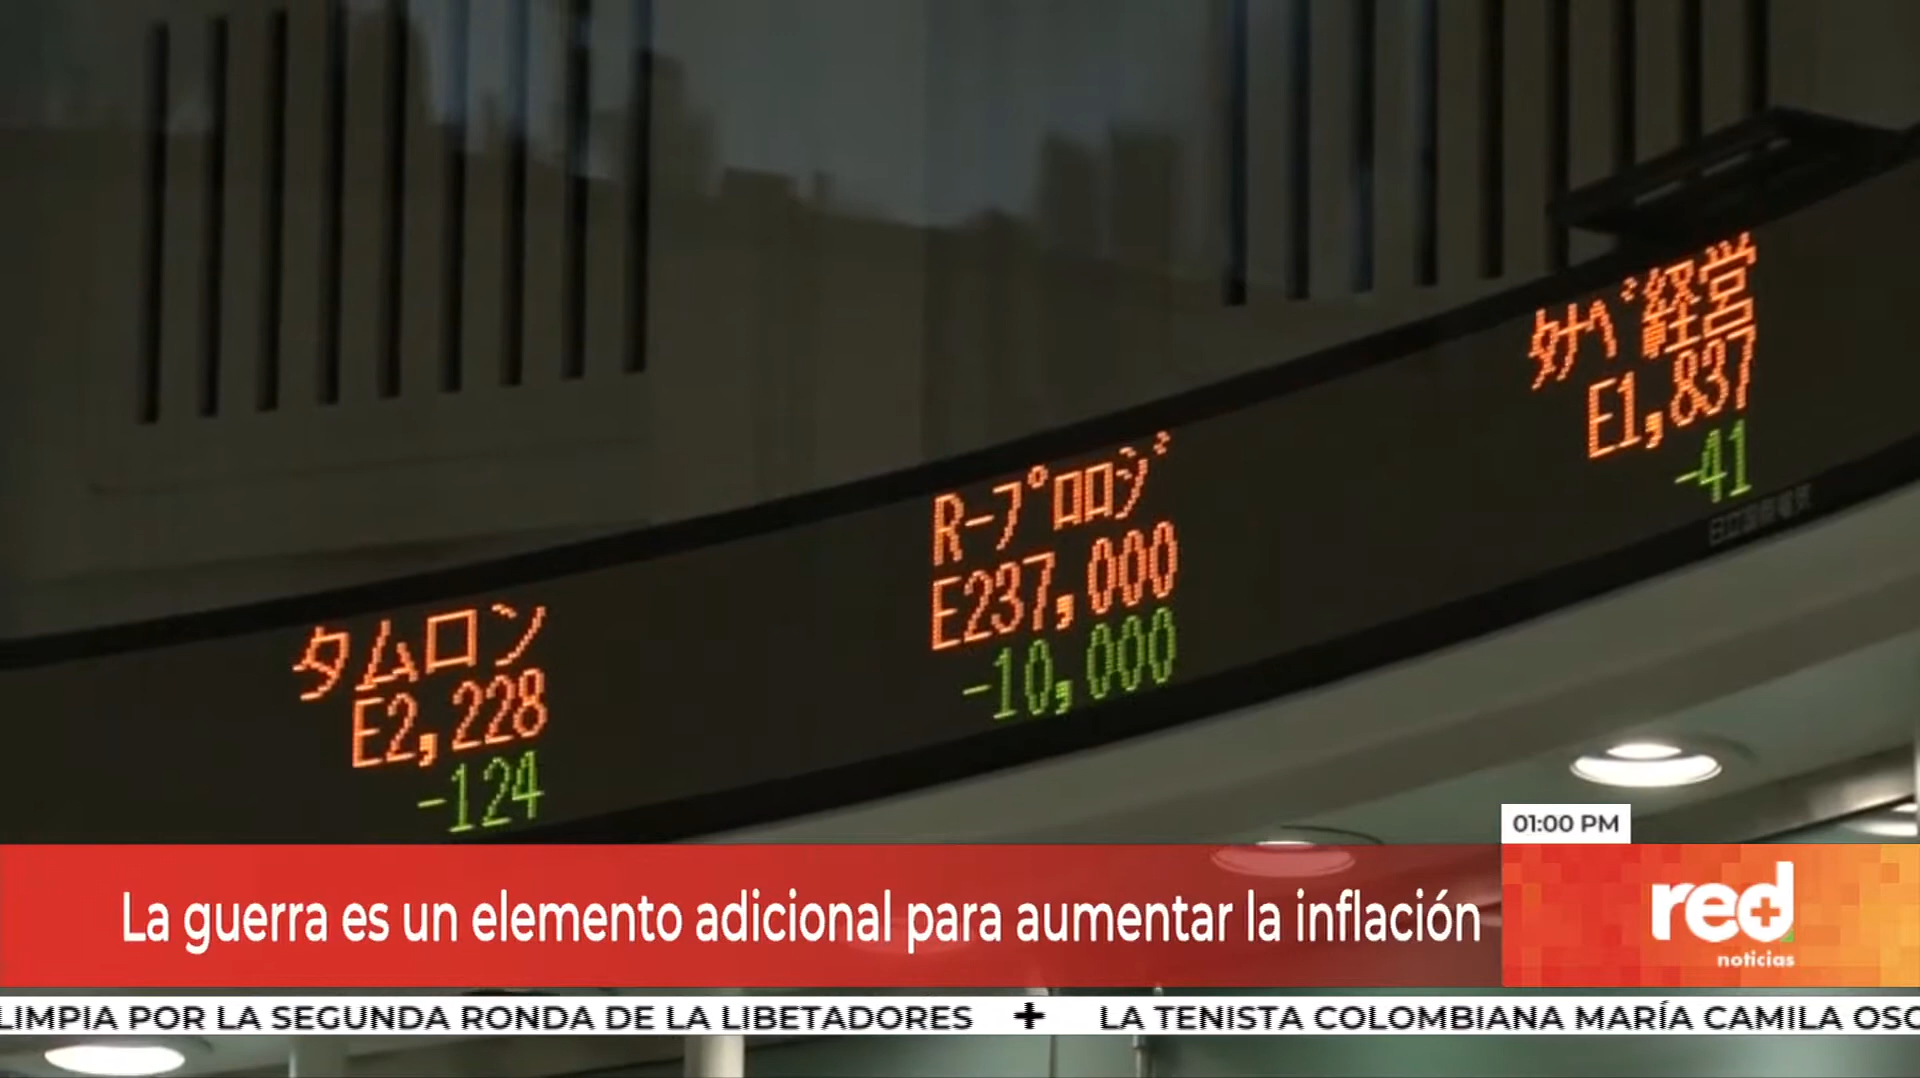 ﾀﾅﾍﾞ経営
E1,837
-41
R-ﾌﾟﾛﾛｼﾞ
E237,000
-10,000
タムロン
E2,228
-124
01:00 PM
La guerra es un elemento adicional para aumentar la inflación
red+
noticias
LIMPIA POR LA SEGUNDA RONDA DE LA LIBETADORES + LA TENISTA COLOMBIANA MARÍA CAMILA OSO